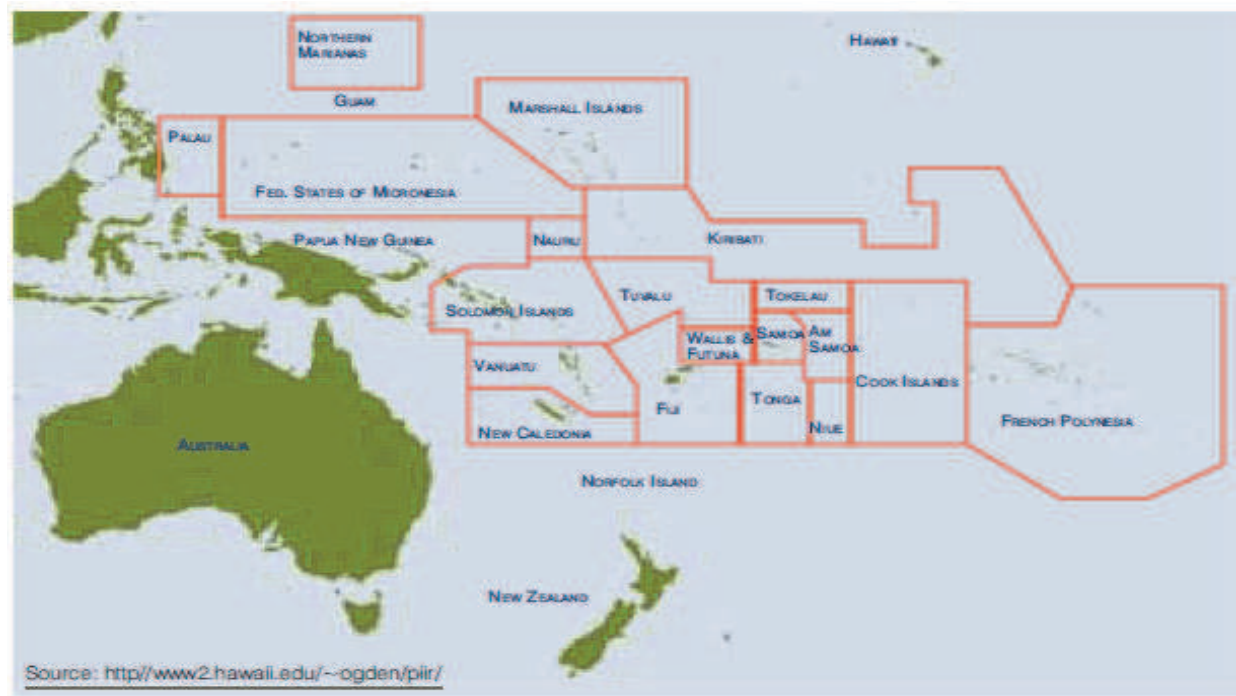 NORTHERN
MARIANAS
HAWAII
GUAM
MARSHALL ISLANDS
PALAU
FED. STATES OF MICRONESIA
PAPUA NEW GUINEA
NAURU
KIRIBATI
SOLOMON ISLANDS
TUVALU
TOKELAU
WALLIS &
FUTUNA
SAMOA
AM
SAMOA
VANUATU
COOK ISLANDS
FIJI
TONGA
NIUE
FRENCH POLYNESIA
NEW CALEDONIA
AUSTRALIA
NORFOLK ISLAND
NEW ZEALAND
Source: http//www2.hawaii.edu/~ogden/piir/